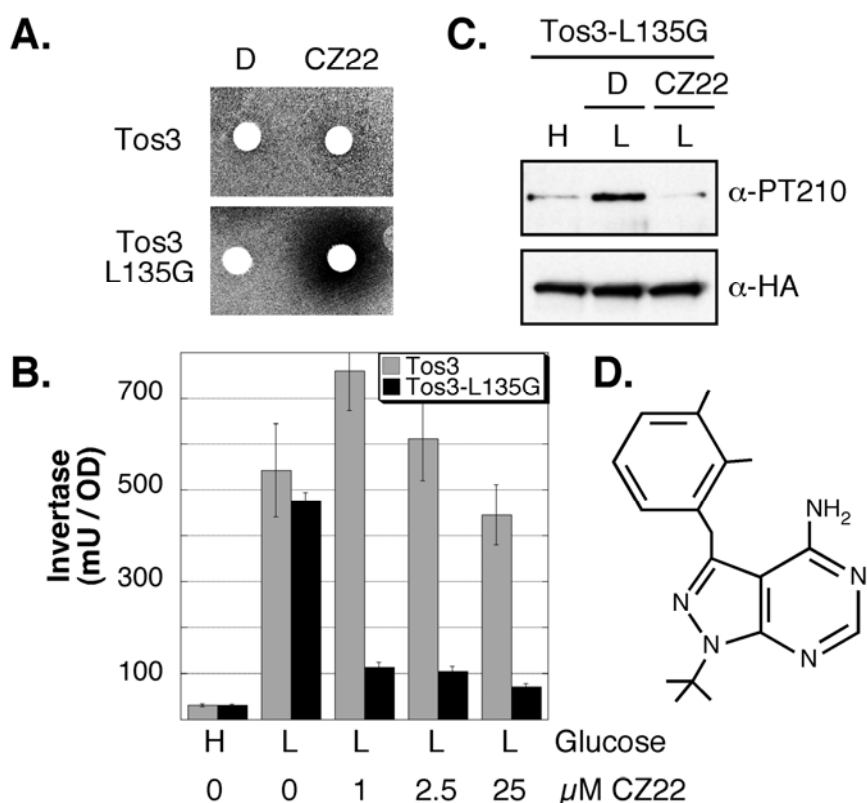 A.
D CZ22
Tos3
Tos3
L135G
C.
Tos3-L135G
D CZ22
H L L
α-PT210
α-HA
B.
Tos3
Tos3-L135G
Invertase
(mU / OD)
700
500
300
100
H L L L L Glucose
0 0 1 2.5 25 µM CZ22
D.
NH2
N
N
N
N